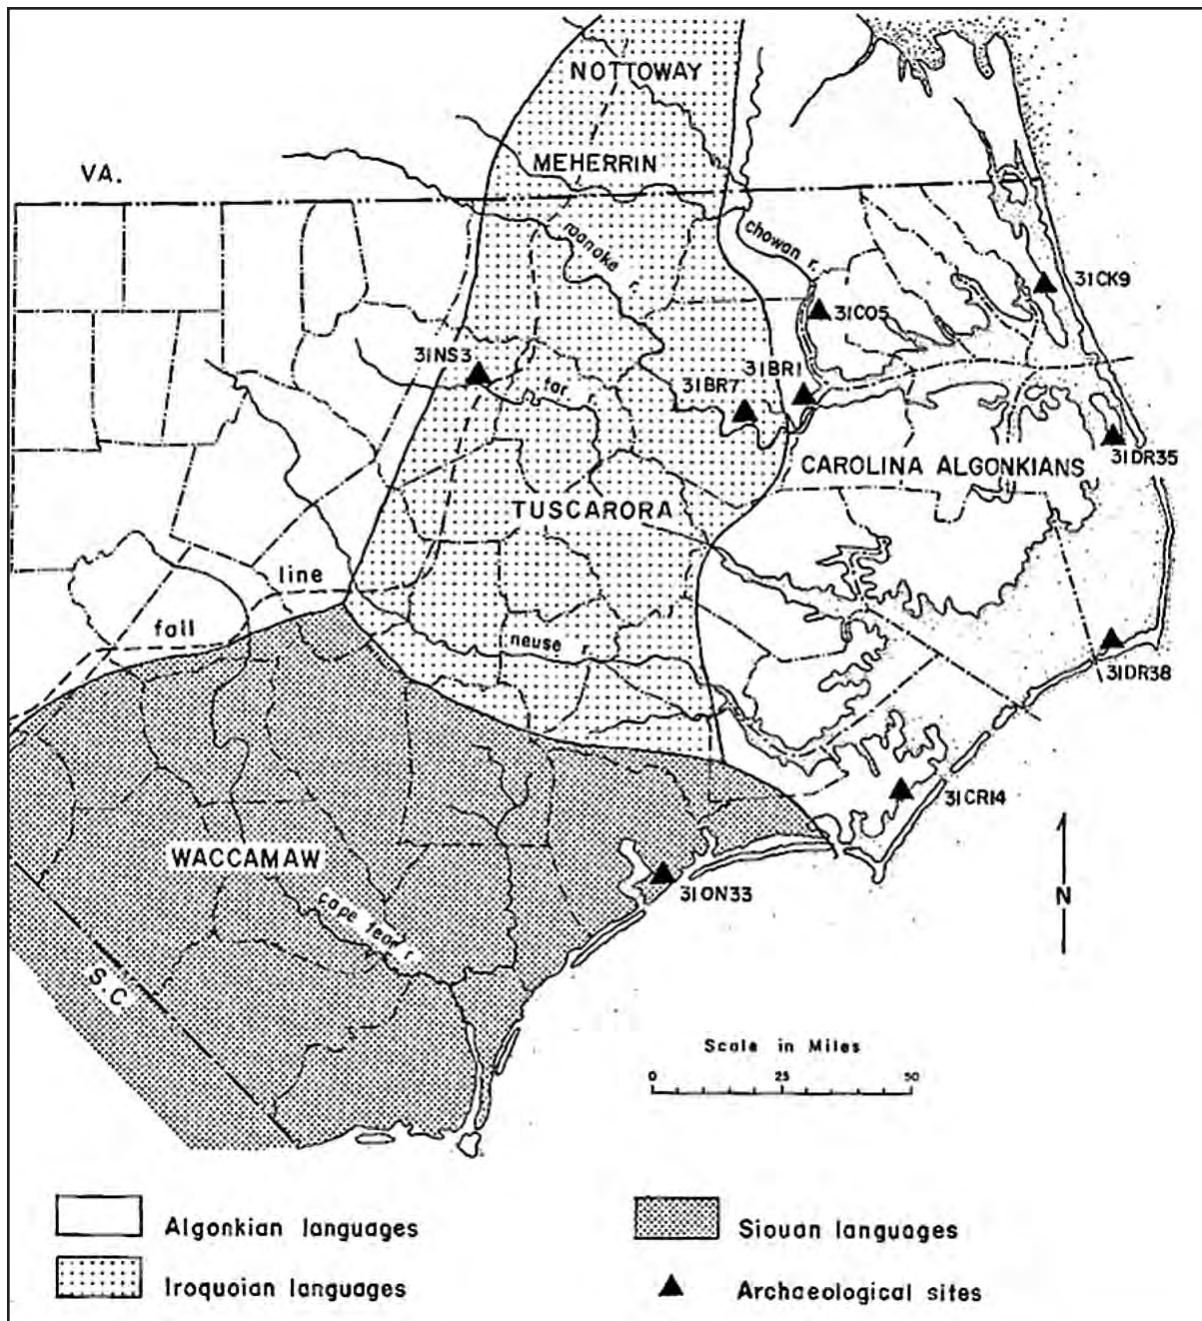 NOTTOWAY
MEHERRIN
VA.
roanoke r.
chowan r.
31CK9
31CO5
31NS3
31BR7
31BR1
tar
31DR35
CAROLINA ALGONKIANS
TUSCARORA
line
fall
neuse r.
31DR38
31CR14
WACCAMAW
31ON33
cape fear r.
N
S.C.
Scale in Miles
0 25 50
Algonkian languages
Siouan languages
Iroquoian languages
Archaeological sites